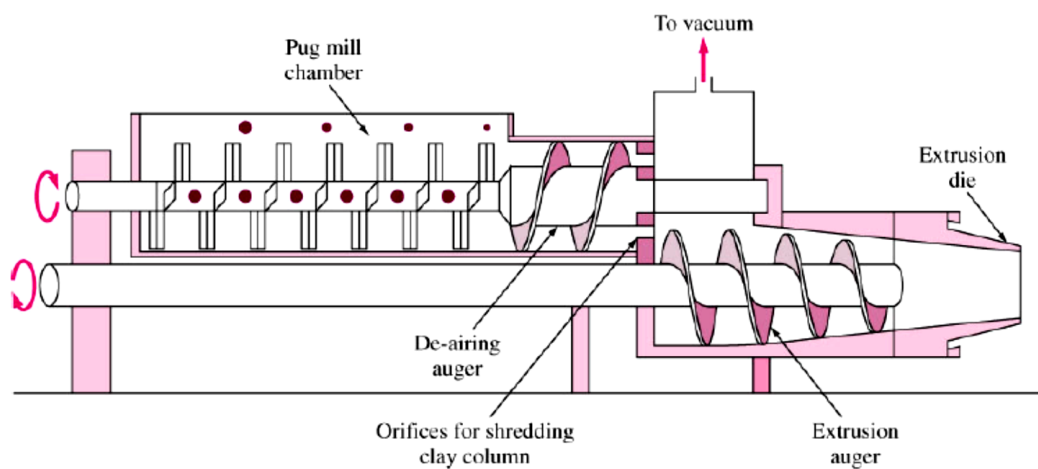 To vacuum
Pug mill
chamber
Extrusion
die
De-airing
auger
Orifices for shredding
clay column
Extrusion
auger